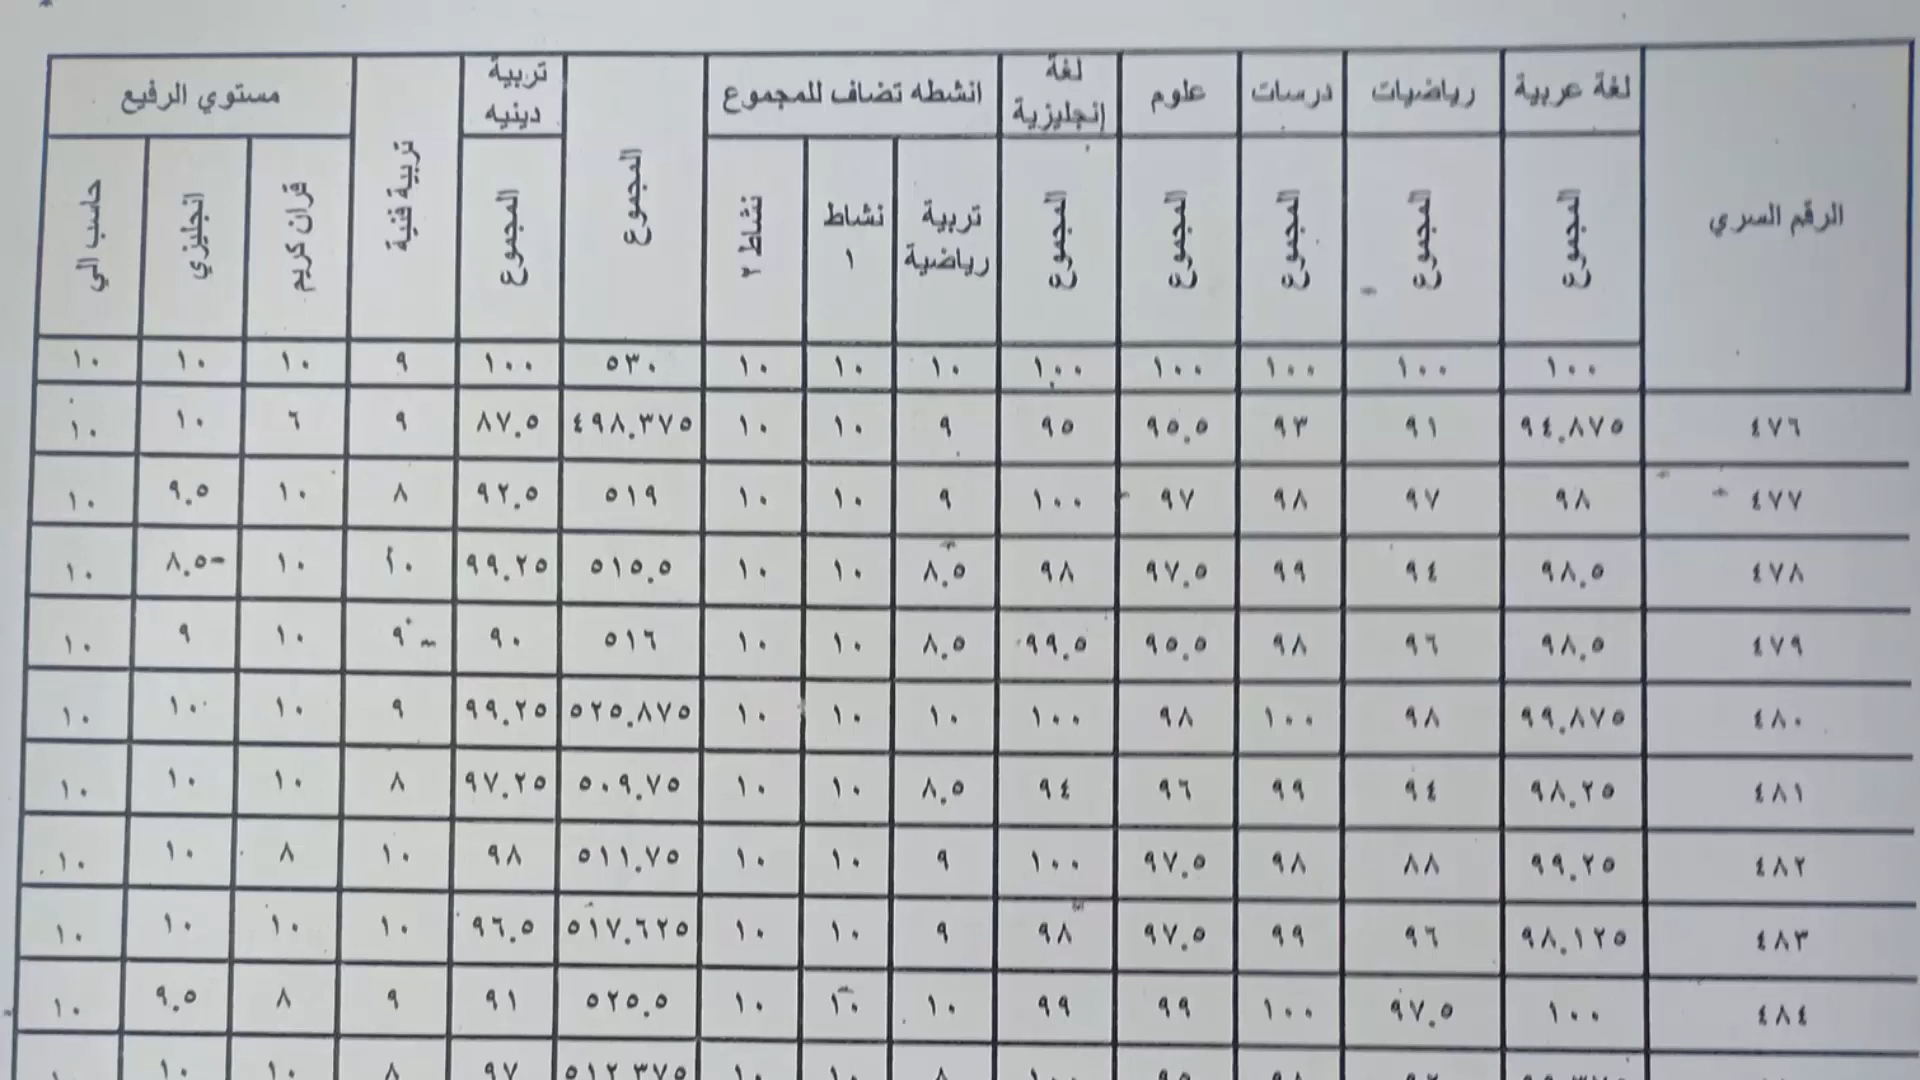 الرقم السري لغة عربية رياضيات درسات علوم لغة إنجليزية انشطه تضاف للمجموع المجموع تربية دينيه تربية فنية مستوي الرفيع
المجموع المجموع المجموع المجموع المجموع تربية رياضية نشاط ١ نشاط ٢ المجموع قران كريم انجليزي حاسب الي
١٠٠ ١٠٠ ١٠٠ ١٠٠ ١٠٠ ١٠ ١٠ ١٠ ٥٣٠ ١٠٠ ٩ ١٠ ١٠ ١٠
٤٧٦ ٩٤.٨٧٥ ٩١ ٩٣ ٩٥.٥ ٩٥ ٩ ١٠ ١٠ ٤٩٨.٣٧٥ ٨٧.٥ ٩ ٦ ١٠ ١٠
٤٧٧ ٩٨ ٩٧ ٩٨ ٩٧ ١٠٠ ٩ ١٠ ١٠ ٥١٩ ٩٢.٥ ٨ ١٠ ٩.٥ ١٠
٤٧٨ ٩٨.٥ ٩٤ ٩٩ ٩٧.٥ ٩٨ ٨.٥ ١٠ ١٠ ٥١٥.٥ ٩٩.٢٥ ١٠ ١٠ ٨.٥ ١٠
٤٧٩ ٩٨.٥ ٩٦ ٩٨ ٩٥.٥ ٩٩.٥ ٨.٥ ١٠ ١٠ ٥١٦ ٩٠ ٩ ١٠ ٩ ١٠
٤٨٠ ٩٩.٨٧٥ ٩٨ ١٠٠ ٩٨ ١٠٠ ١٠ ١٠ ١٠ ٥٢٥.٨٧٥ ٩٩.٢٥ ٩ ١٠ ١٠ ١٠
٤٨١ ٩٨.٢٥ ٩٤ ٩٩ ٩٦ ٩٤ ٨.٥ ١٠ ١٠ ٥٠٩.٧٥ ٩٧.٢٥ ٨ ١٠ ١٠ ١٠
٤٨٢ ٩٩.٢٥ ٨٨ ٩٨ ٩٧.٥ ١٠٠ ٩ ١٠ ١٠ ٥١١.٧٥ ٩٨ ١٠ ٨ ١٠ ١٠
٤٨٣ ٩٨.١٢٥ ٩٦ ٩٩ ٩٧.٥ ٩٨ ٩ ١٠ ١٠ ٥١٧.٦٢٥ ٩٦.٥ ١٠ ١٠ ١٠ ١٠
٤٨٤ ١٠٠ ٩٧.٥ ١٠٠ ٩٩ ٩٩ ١٠ ١٠ ١٠ ٥٢٥.٥ ٩١ ٩ ٨ ٩.٥ ١٠
٨ ١٠ ١٠ ٥١٢.٣٧٥ ٩٧ ٨ ١٠ ١٠